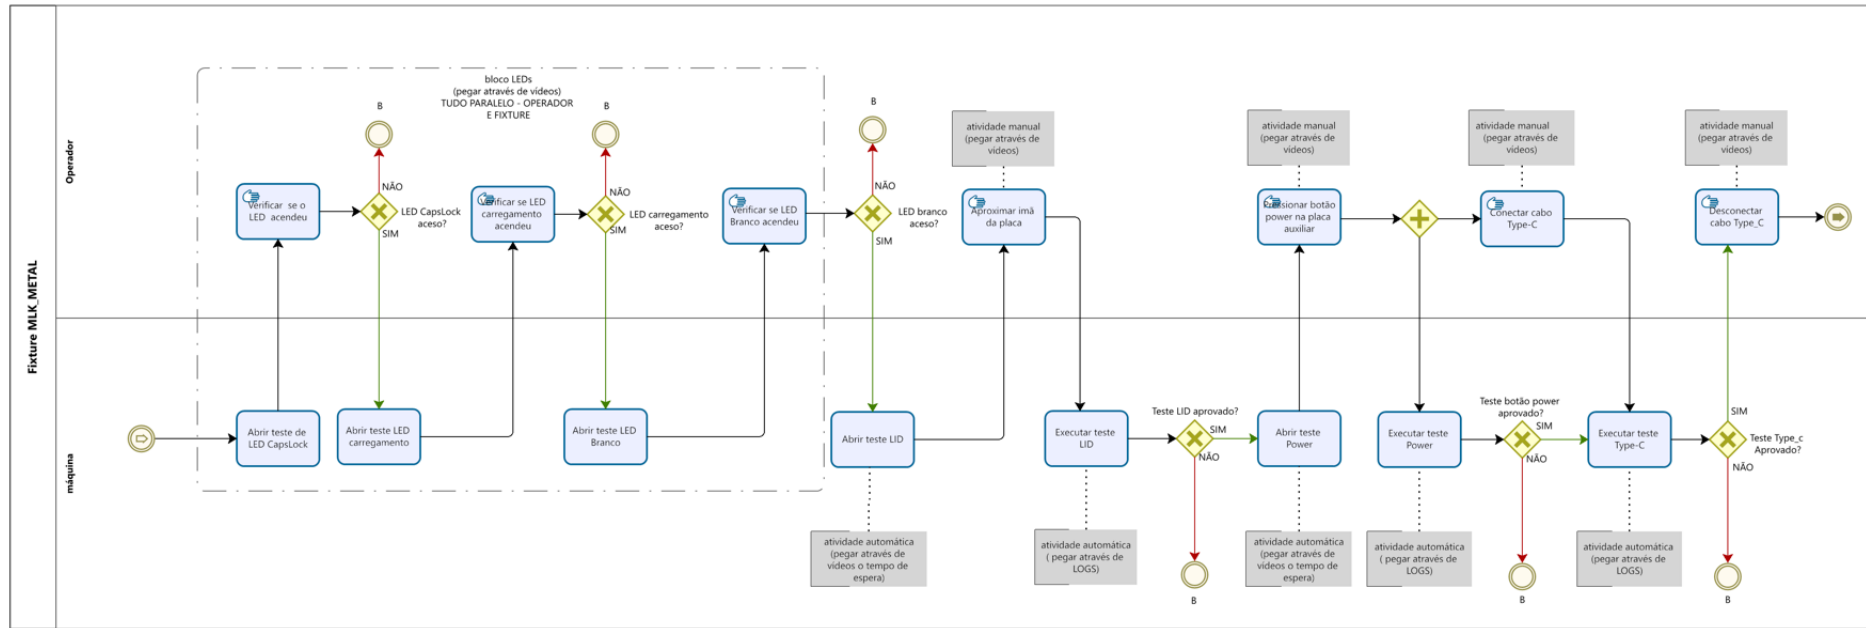 Fixture MLK_METAL
Operador
máquina
bloco LEDs
(pegar através de vídeos)
TUDO PARALELO - OPERADOR
E FIXTURE
B
B
B
Verificar se o
LED acendeu
NÃO
SIM
LED CapsLock
aceso?
Verificar se LED
carregamento
acendeu
NÃO
SIM
LED carregamento
aceso?
Verificar se LED
Branco acendeu
NÃO
SIM
LED branco
aceso?
atividade manual
(pegar através de
vídeos)
Aproximar imã
da placa
atividade manual
(pegar através de
vídeos)
Pressionar botão
power na placa
auxiliar
atividade manual
(pegar através de
vídeos)
Conectar cabo
Type-C
atividade manual
(pegar através de
vídeos)
Desconectar
cabo Type_C
Abrir teste de
LED CapsLock
Abrir teste LED
carregamento
Abrir teste LED
Branco
Abrir teste LID
Executar teste
LID
Teste LID aprovado?
SIM
NÃO
Abrir teste
Power
Executar teste
Power
Teste botão power
aprovado?
SIM
NÃO
Executar teste
Type-C
SIM
Teste Type_c
Aprovado?
NÃO
atividade automática
(pegar através de
videos o tempo de
espera)
atividade automática
( pegar através de
LOGS)
B
atividade automática
(pegar através de
videos o tempo de
espera)
atividade automática
( pegar através de
LOGS)
B
atividade automática
(pegar através de
LOGS)
B